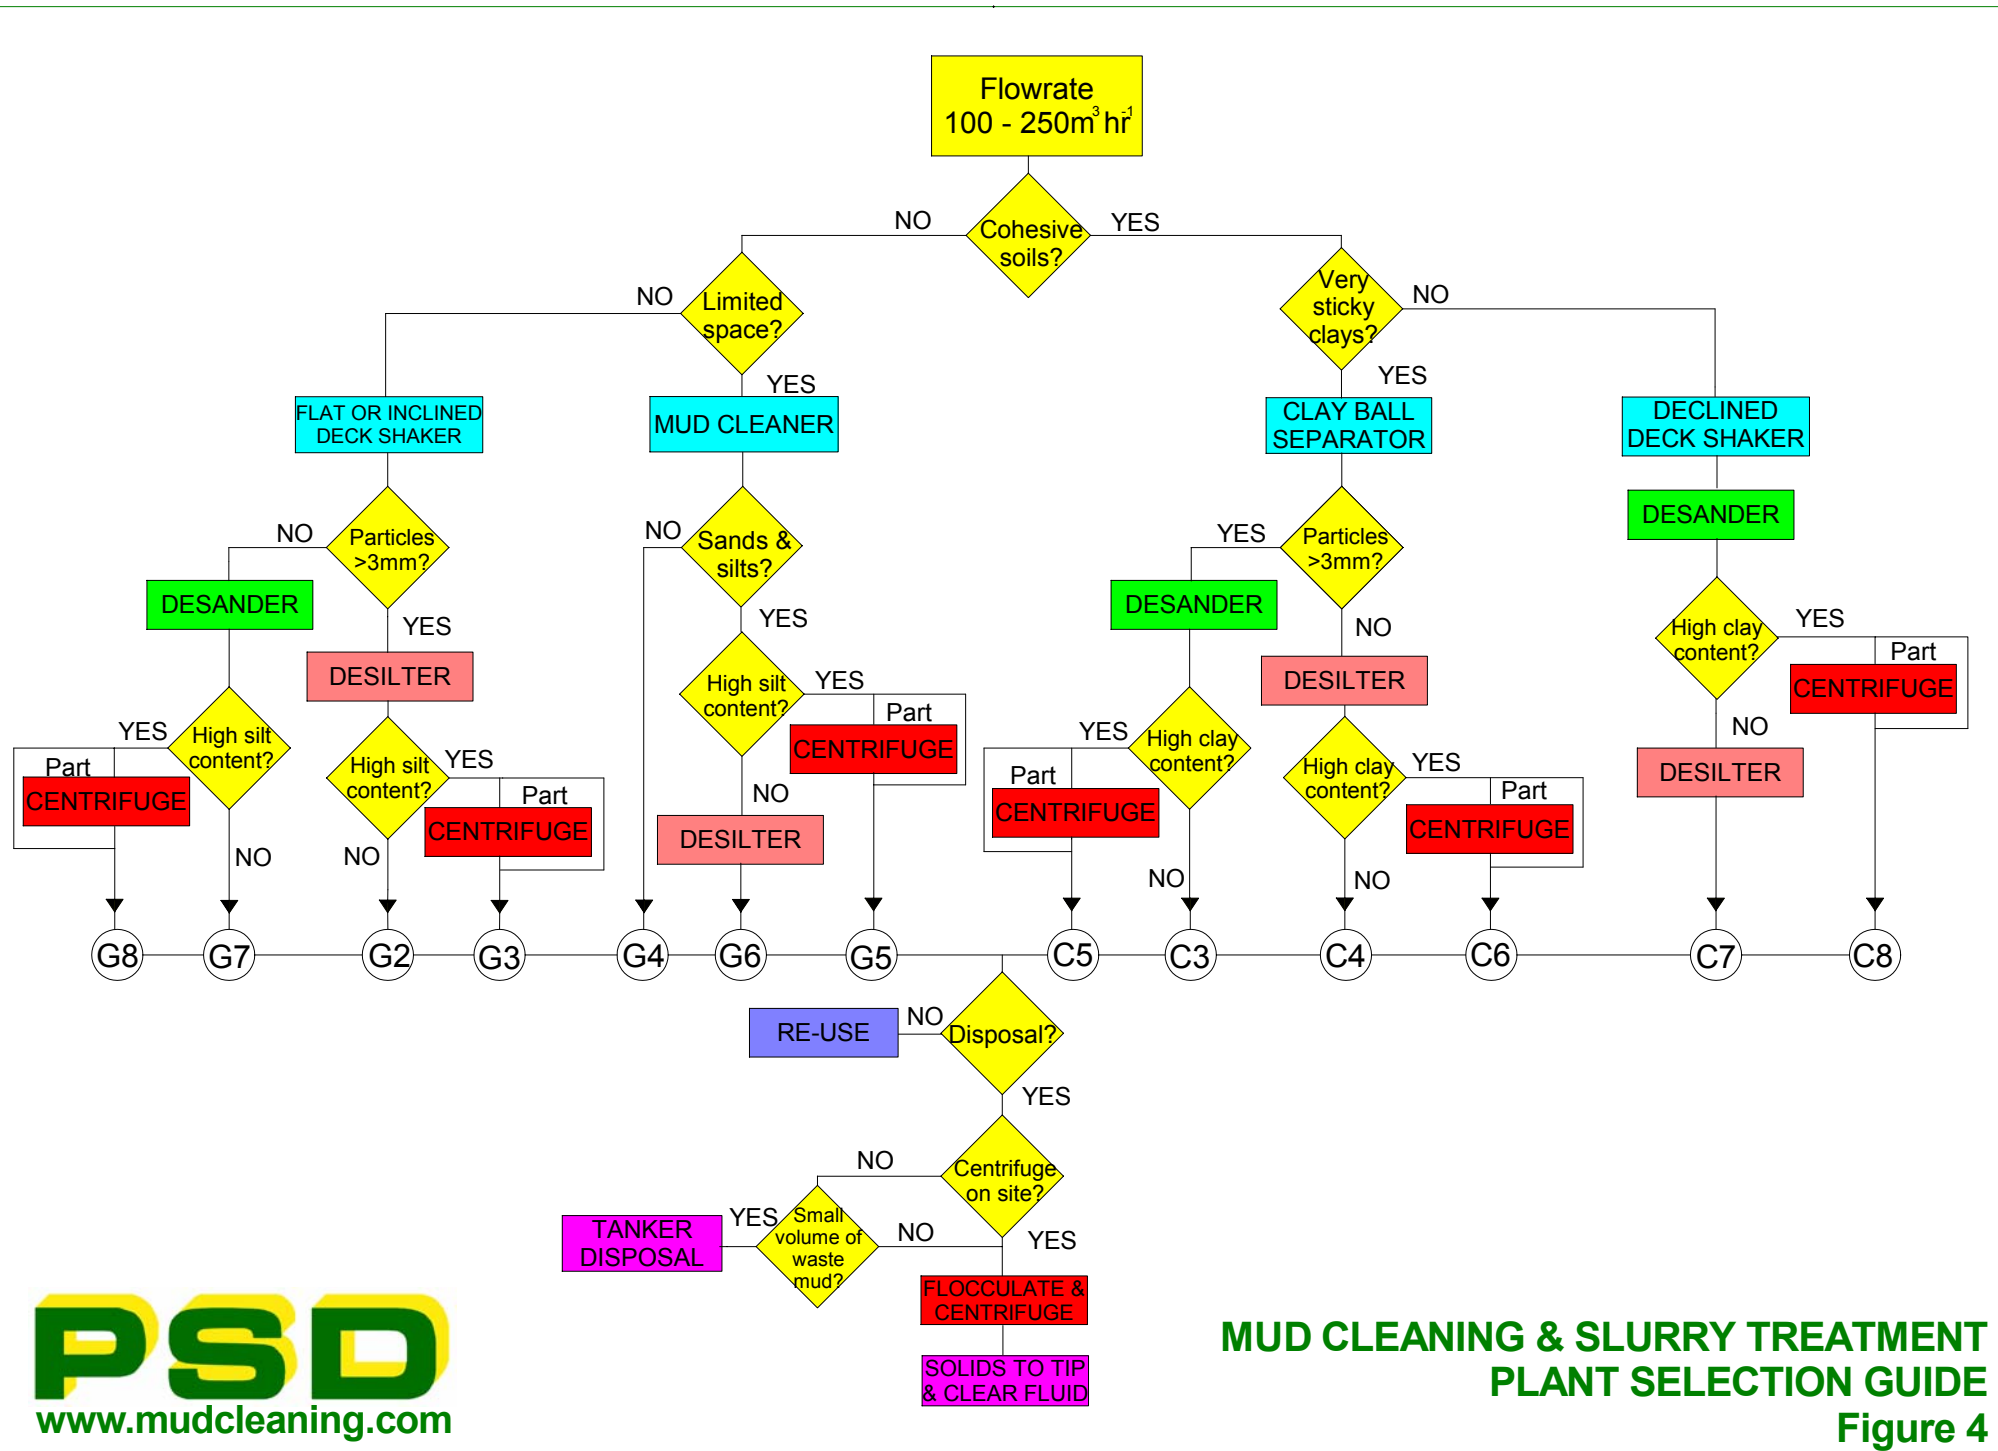 Flowrate
100 - 250m³ hr⁻¹
NO
Cohesive
soils?
YES
NO
Limited
space?
YES
Very
sticky
clays?
NO
YES
FLAT OR INCLINED
DECK SHAKER
MUD CLEANER
CLAY BALL
SEPARATOR
DECLINED
DECK SHAKER
NO
Particles
>3mm?
YES
NO
Sands &
silts?
YES
YES
Particles
>3mm?
NO
DESANDER
DESANDER
DESANDER
DESILTER
DESILTER
High clay
content?
YES
Part
CENTRIFUGE
NO
DESILTER
High silt
content?
YES
Part
CENTRIFUGE
NO
DESILTER
YES
High silt
content?
Part
CENTRIFUGE
NO
High silt
content?
YES
Part
CENTRIFUGE
NO
YES
High clay
content?
Part
CENTRIFUGE
NO
High clay
content?
YES
Part
CENTRIFUGE
NO
G8
G7
G2
G3
G4
G6
G5
C5
C3
C4
C6
C7
C8
RE-USE
NO
Disposal?
YES
NO
Centrifuge
on site?
YES
TANKER
DISPOSAL
YES
Small
volume of
waste
mud?
NO
FLOCCULATE &
CENTRIFUGE
SOLIDS TO TIP
& CLEAR FLUID
PSD
www.mudcleaning.com
MUD CLEANING & SLURRY TREATMENT
PLANT SELECTION GUIDE
Figure 4